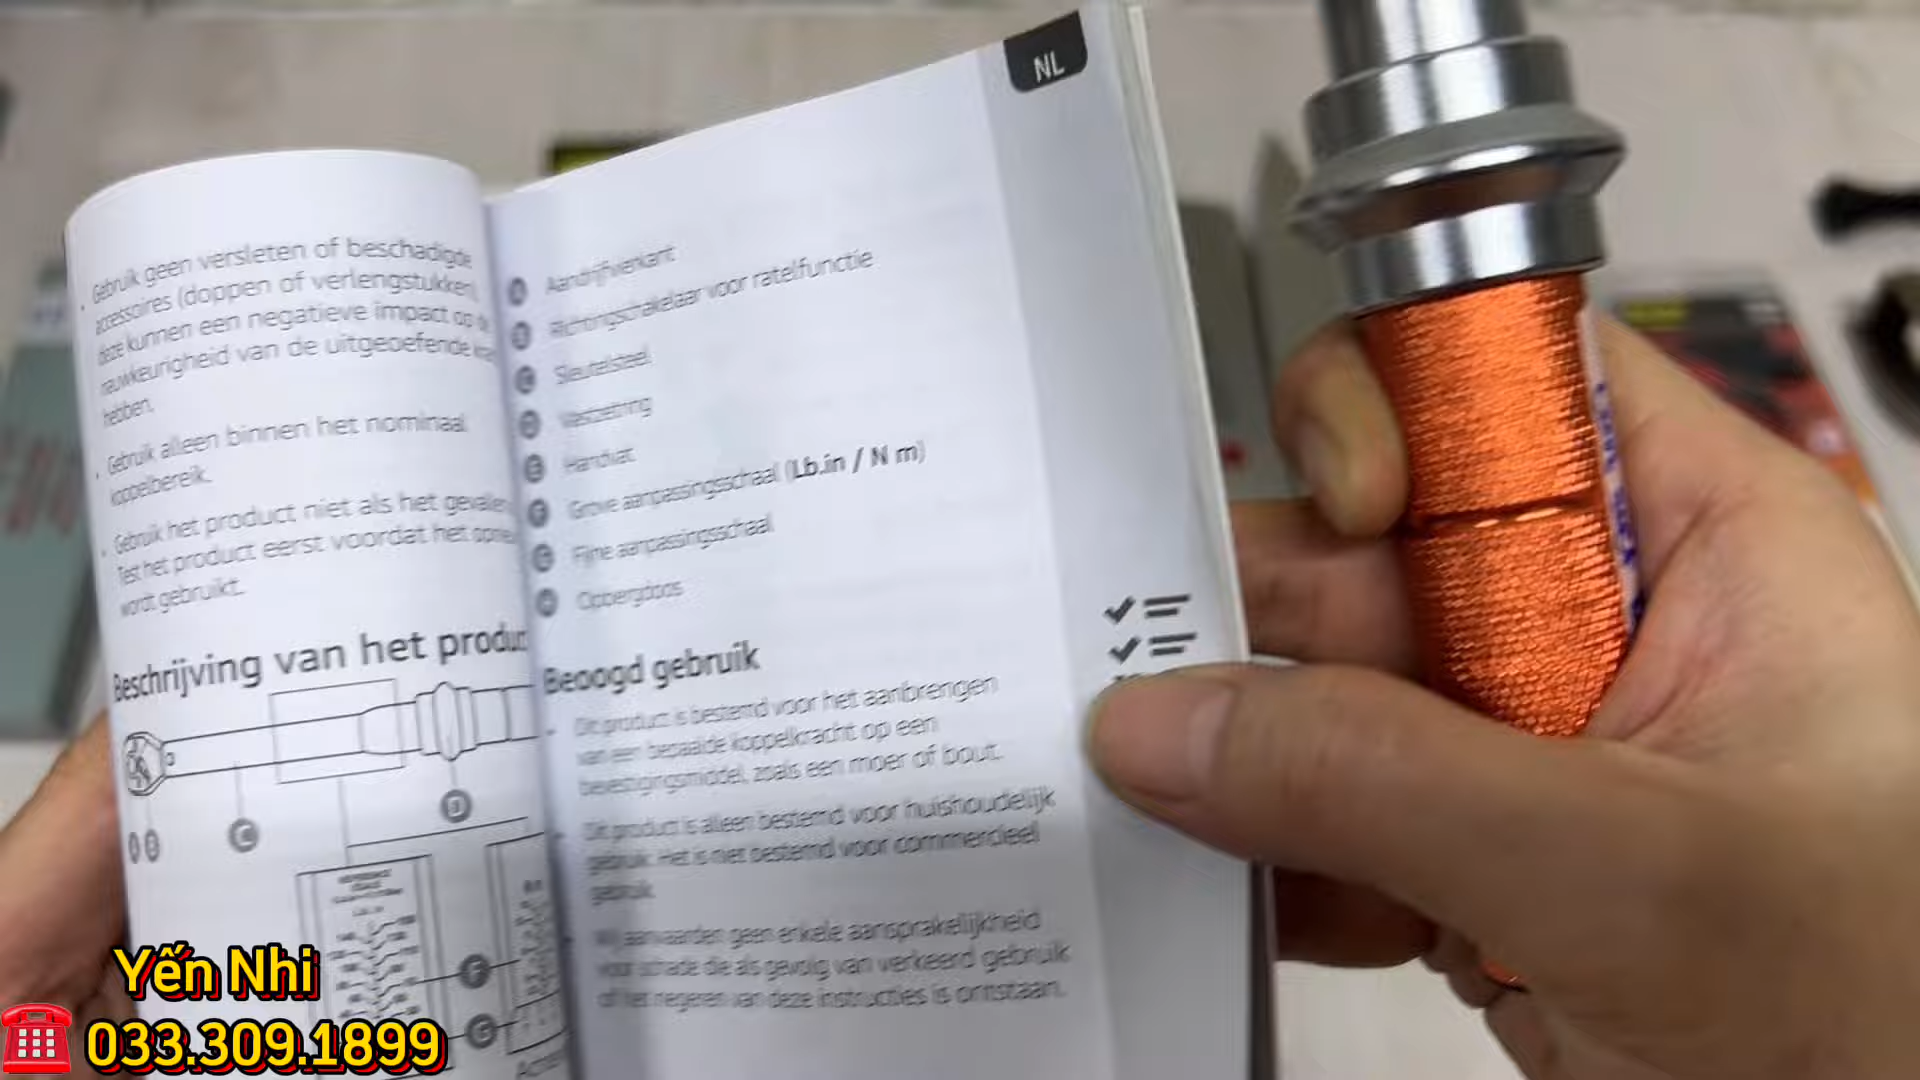 NL
• Gebruik geen versleten of beschadigde
accessoires (doppen of verlengstukken),
deze kunnen een negatieve impact op de
nauwkeurigheid van de uitgeoefende
hebben.
• Gebruik alleen binnen het nominaal
koppelbereik.
• Gebruik het product niet als het gevallen
Test het product eerst voordat het
wordt gebruikt.
Beschrijving van het produc
A B
C
D
F
G
A Aandrijfvierkant
B Richtingschakelaar voor ratelfunctie
C Sleutelsteel
D Vastzetring
E Handvat
F Grove aanpassingsschaal (Lb.in / N m)
G Fijne aanpassingsschaal
H Opbergdoos
Beoogd gebruik
- Dit product is bestemd voor het aanbrengen
van een bepaalde koppelkracht op een
bevestigingsmiddel, zoals een moer of bout.
- Dit product is alleen bestemd voor huishoudelijk
gebruik. Het is niet bestemd voor commercieel
gebruik.
- Wij aanvaarden geen enkele aansprakelijkheid
voor schade die als gevolg van verkeerd gebruik
of het negeren van deze instructies is ontstaan.
Yến Nhi
033.309.1899